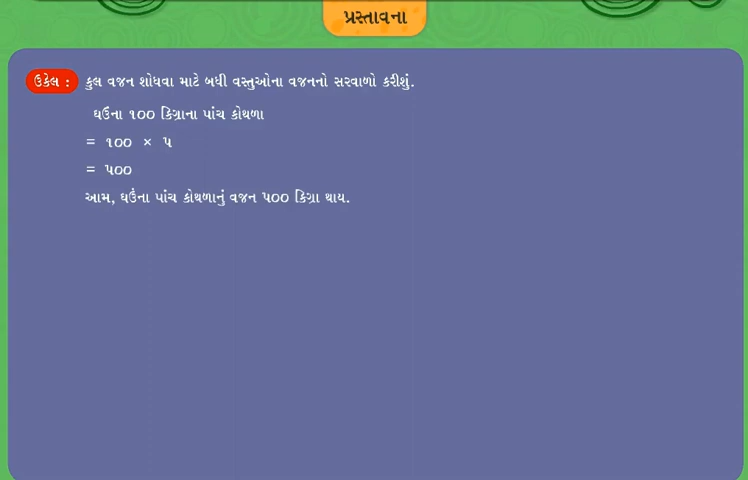 પ્રસ્તાવના
ઉકેલ : કુલ વજન શોધવા માટે બધી વસ્તુઓના વજનનો સરવાળો કરીશું.
ઘઉંના ૧૦૦ કિગ્રાના પાંચ કોથળા
= ૧૦૦ × ૫
= ૫૦૦
આમ, ઘઉંના પાંચ કોથળાનું વજન ૫૦૦ કિગ્રા થાય.